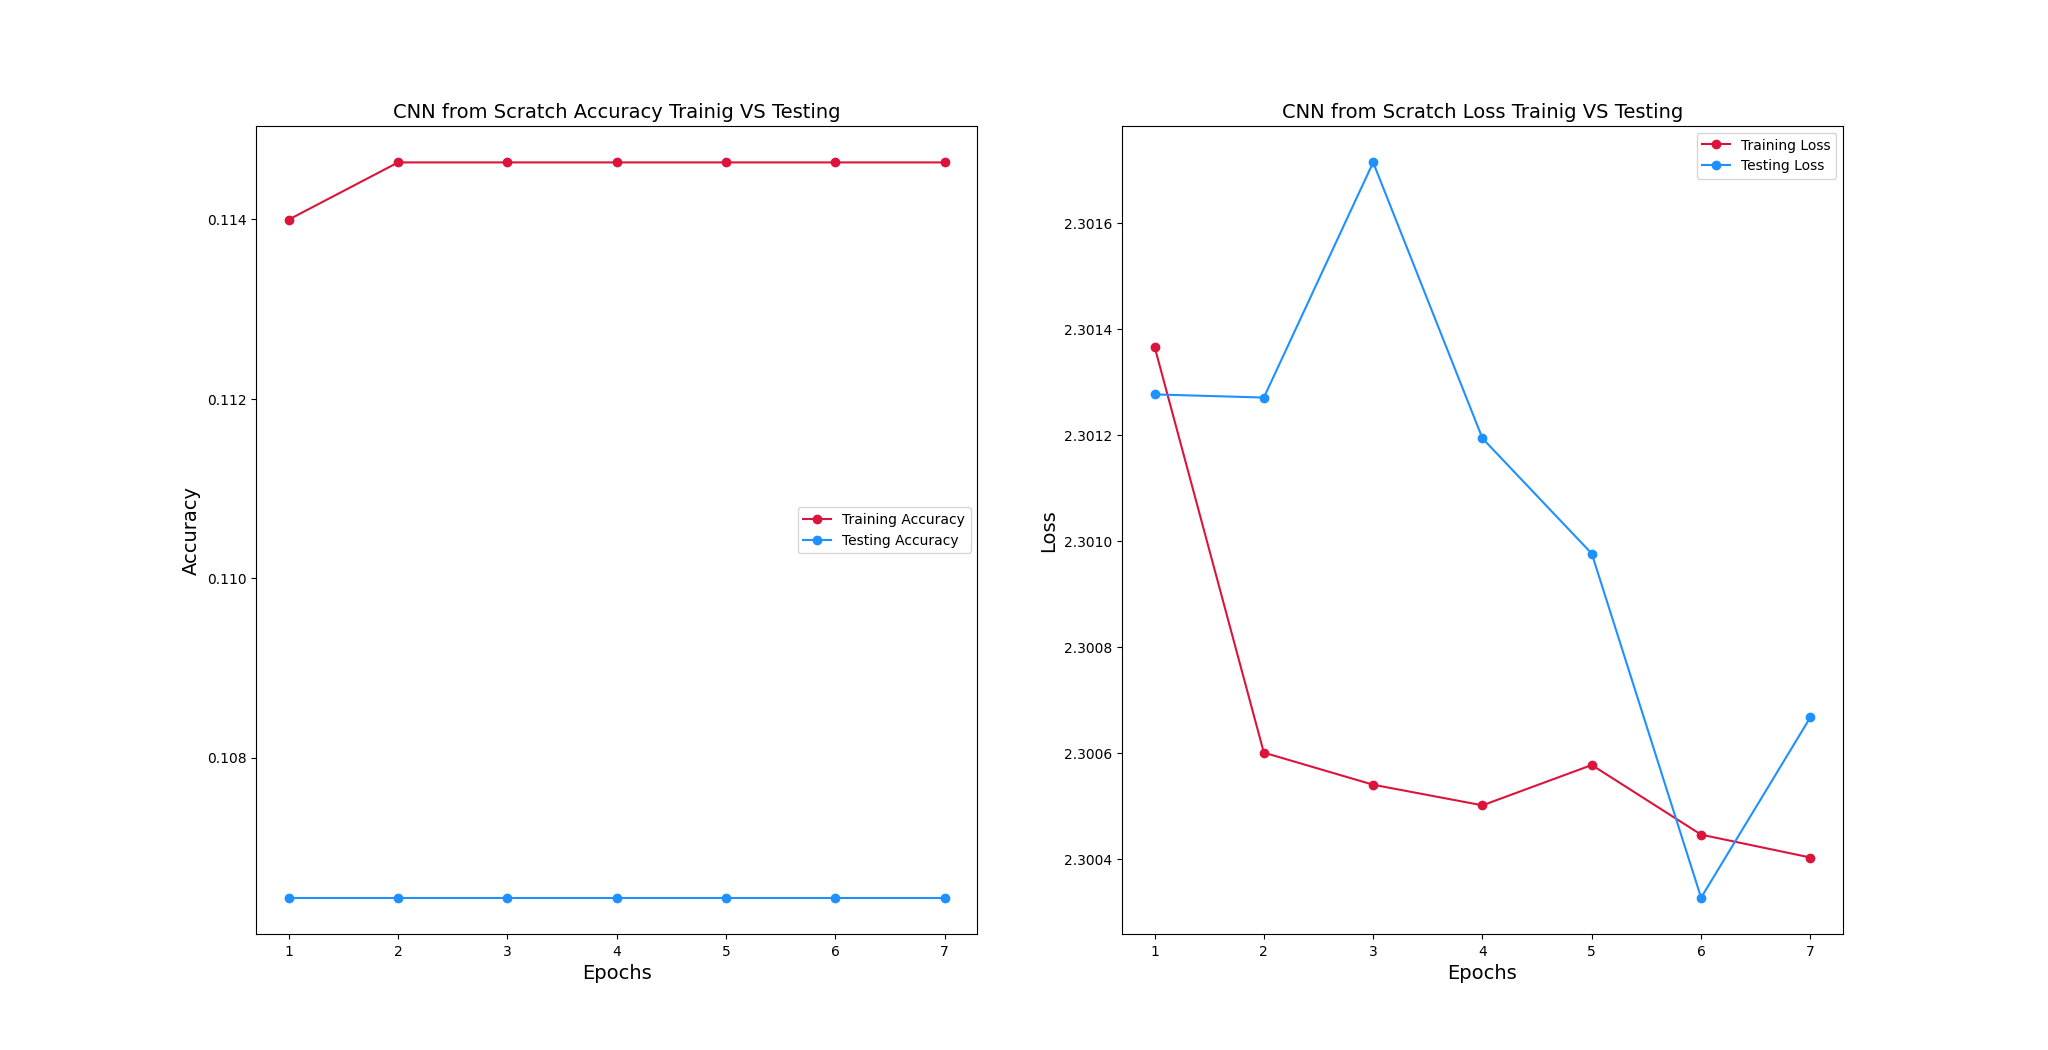 CNN from Scratch Accuracy Trainig VS Testing
0.114
0.112
0.110
0.108
Accuracy
Training Accuracy
Testing Accuracy
1 2 3 4 5 6 7
Epochs
CNN from Scratch Loss Trainig VS Testing
Training Loss
Testing Loss
2.3016
2.3014
2.3012
2.3010
2.3008
2.3006
2.3004
Loss
1 2 3 4 5 6 7
Epochs